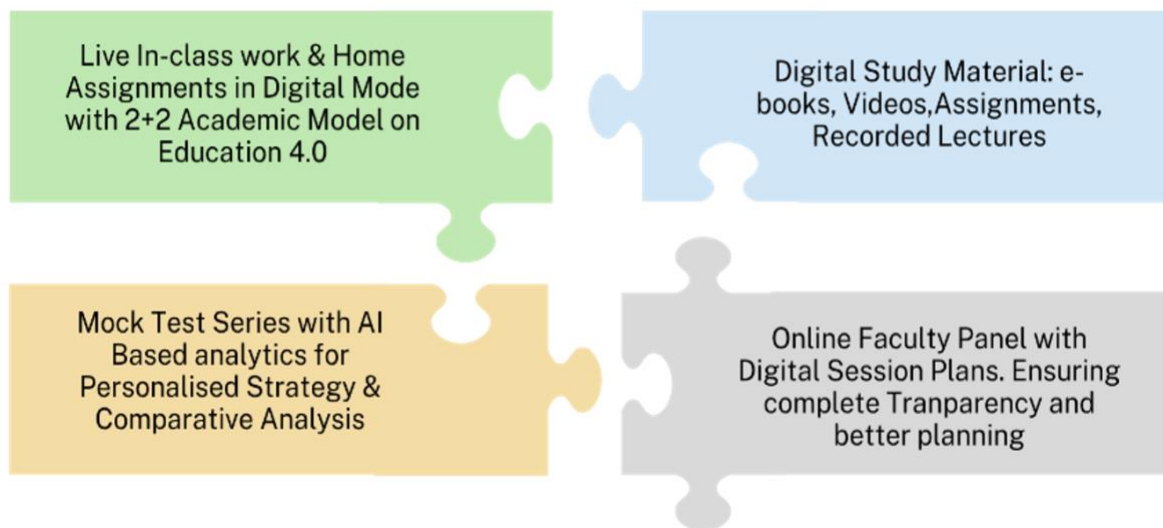 Live In-class work & Home
Assignments in Digital Mode
with 2+2 Academic Model on
Education 4.0
Digital Study Material: e-
books, Videos,Assignments,
Recorded Lectures
Mock Test Series with AI
Based analytics for
Personalised Strategy &
Comparative Analysis
Online Faculty Panel with
Digital Session Plans. Ensuring
complete Tranparency and
better planning